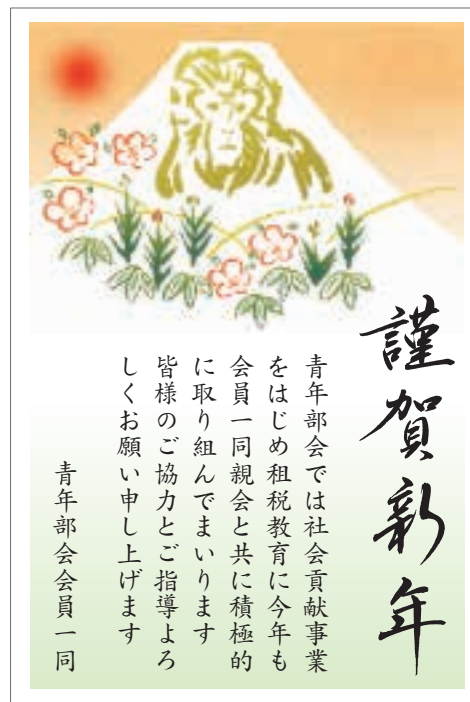 謹賀新年
青年部会では社会貢献事業
をはじめ租税教育に今年も
会員一同親会と共に積極的
に取り組んでまいります
皆様のご協力とご指導よろ
しくお願い申し上げます
青年部会会員一同